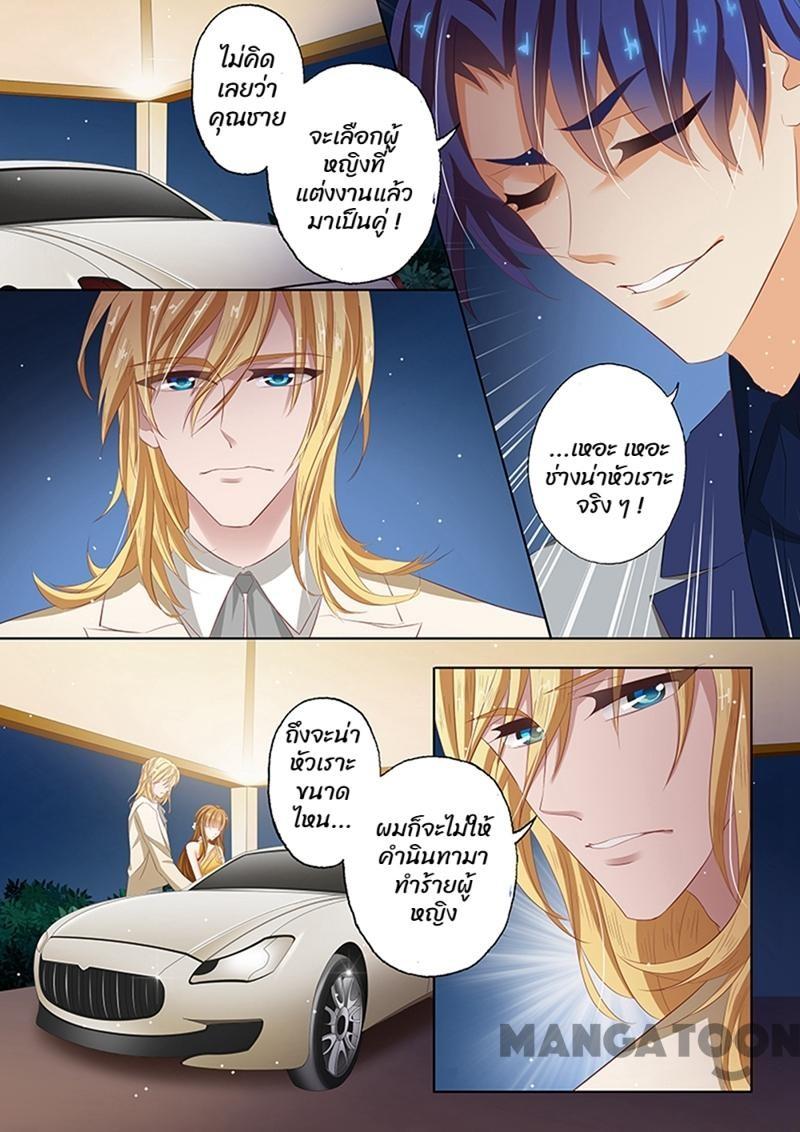 ไม่คิด
เลยว่า
คุณชาย
จะเลือกผู้
หญิงที่
แต่งงานแล้ว
มาเป็นคู่ !
...เหอะ เหอะ
ช่างน่าหัวเราะ
จริง ๆ !
ถึงจะน่า
หัวเราะ
ขนาด
ไหน...
ผมก็จะไม่ให้
คำนินทามา
ทำร้ายผู้
หญิง
MANGATOON